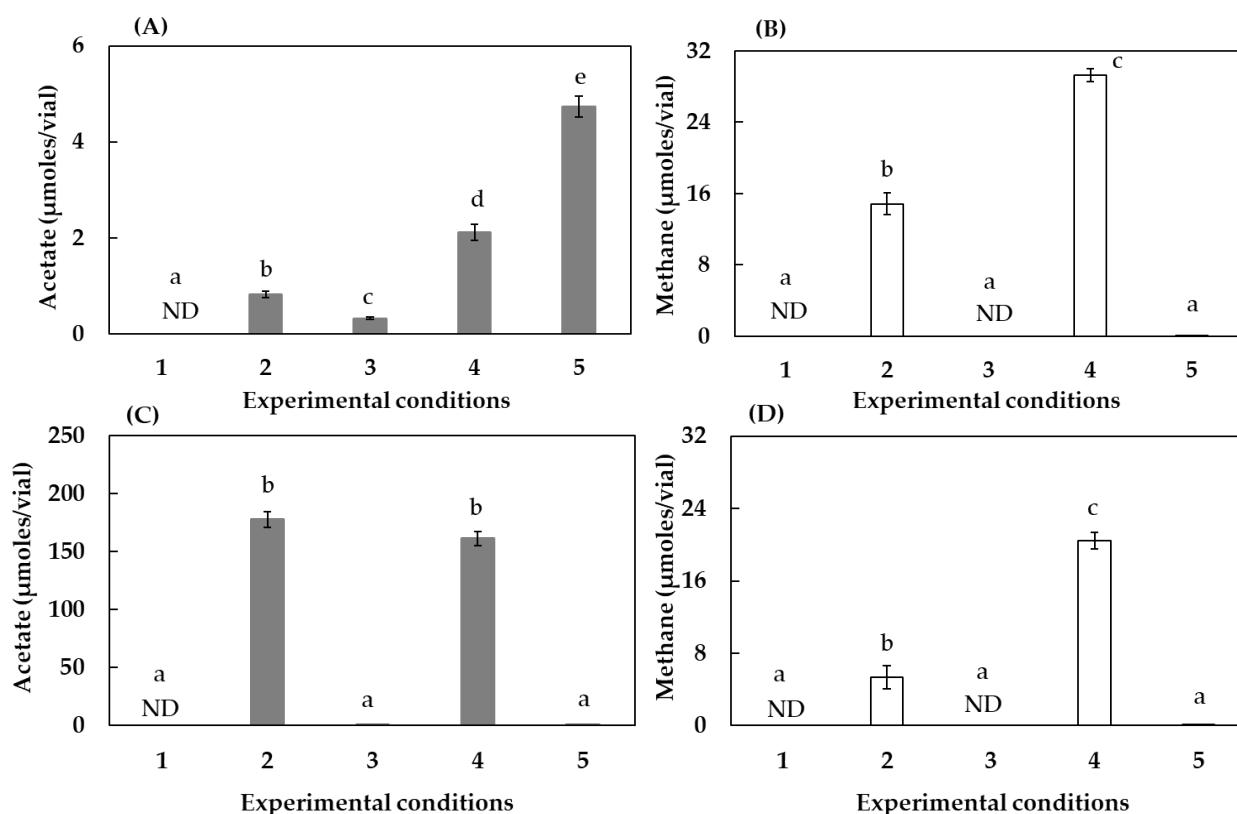 (A)
Acetate (µmoles/vial)
6
4
2
0
a
ND
b
c
d
e
1 2 3 4 5
Experimental conditions
(B)
Methane (µmoles/vial)
32
24
16
8
0
a
ND
b
a
ND
c
a
1 2 3 4 5
Experimental conditions
(C)
Acetate (µmoles/vial)
250
200
150
100
50
0
a
ND
b
a
b
a
1 2 3 4 5
Experimental conditions
(D)
Methane (µmoles/vial)
32
24
16
8
0
a
ND
b
a
ND
c
a
1 2 3 4 5
Experimental conditions